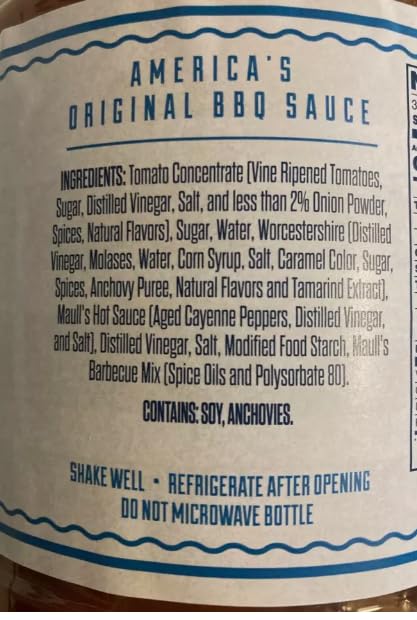 AMERICA'S
ORIGINAL BBQ SAUCE
INGREDIENTS: Tomato Concentrate (Vine Ripened Tomatoes,
Sugar, Distilled Vinegar, Salt, and less than 2% Onion Powder,
Spices, Natural Flavors), Sugar, Water, Worcestershire (Distilled
Vinegar, Molases, Water, Corn Syrup, Salt, Caramel Color, Sugar,
Spices, Anchovy Puree, Natural Flavors and Tamarind Extract),
Maull's Hot Sauce (Aged Cayenne Peppers, Distilled Vinegar,
and Salt), Distilled Vinegar, Salt, Modified Food Starch, Maull's
Barbecue Mix (Spice Oils and Polysorbate 80).
CONTAINS: SOY, ANCHOVIES.
SHAKE WELL • REFRIGERATE AFTER OPENING
DO NOT MICROWAVE BOTTLE